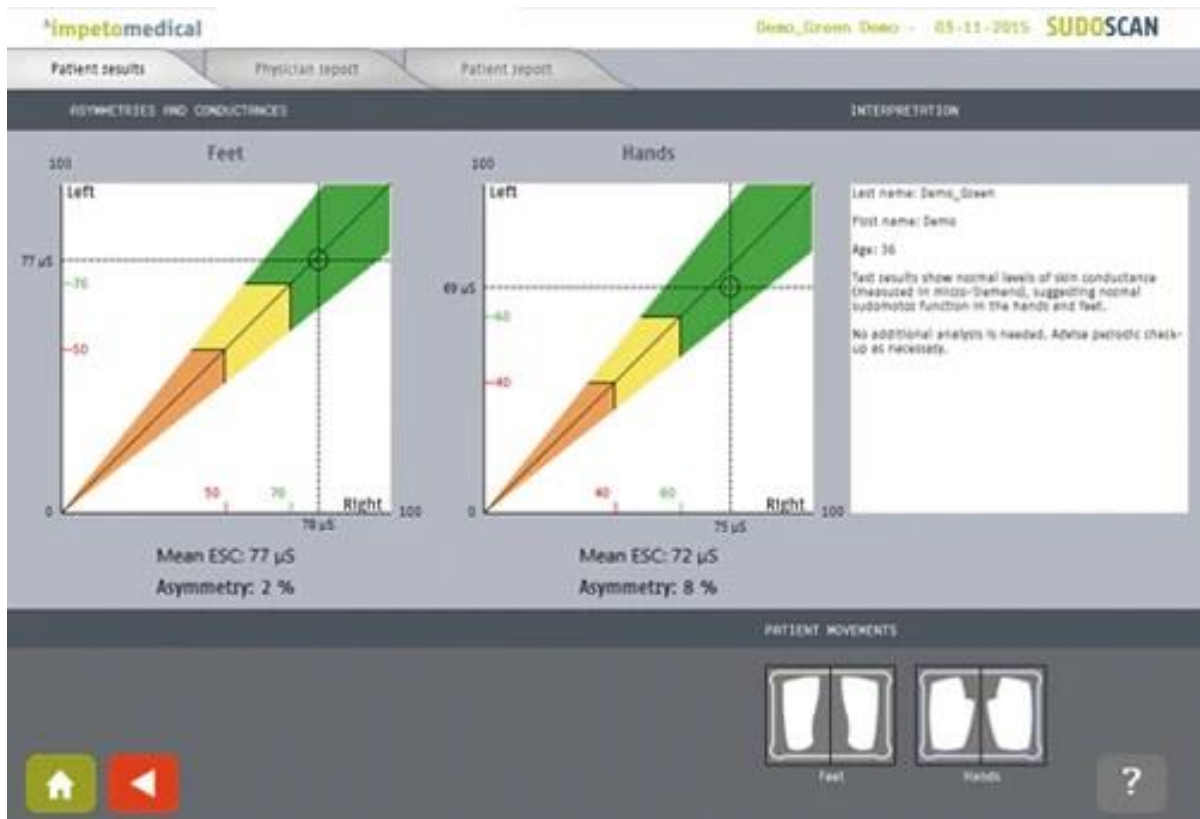 impetomedical
Demo_Green Demo - 03-11-2015 SUDOSCAN
Patient results
Physician report
Patient report
ASYMMETRIES AND CONDUCTANCES
INTERPRETATION
Feet
100
Left
77 µS
70
50
0
50
70
Right
100
78 µS
Mean ESC: 77 µS
Asymmetry: 2 %
Hands
100
Left
69 µS
60
40
0
40
60
Right
100
75 µS
Mean ESC: 72 µS
Asymmetry: 8 %
Last name: Demo_Green
First name: Demo
Age: 36
Test results show normal levels of skin conductance
(measured in micro-Siemens), suggesting normal
sudomotor function in the hands and feet.
No additional analysis is needed. Advise periodic check-
up as necessary.
PATIENT MOVEMENTS
Feet
Hands
?